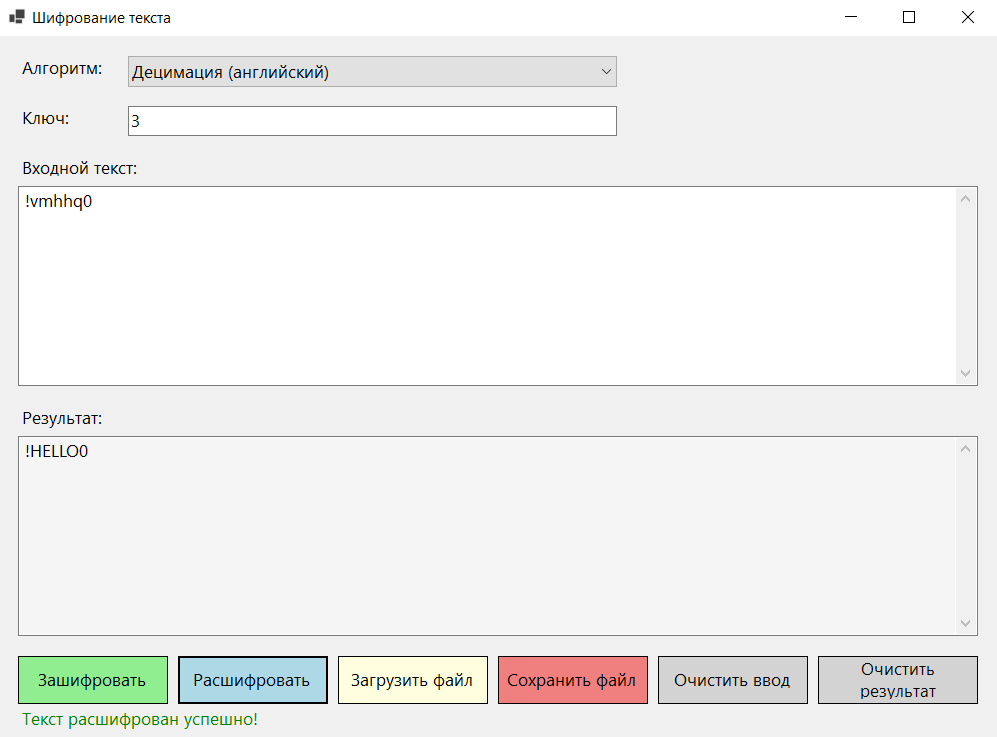 Шифрование текста
Алгоритм: Децимация (английский)
Ключ: 3
Входной текст:
!vmhhq0
Результат:
!HELLO0
Зашифровать Расшифровать Загрузить файл Сохранить файл Очистить ввод Очистить
результат
Текст расшифрован успешно!